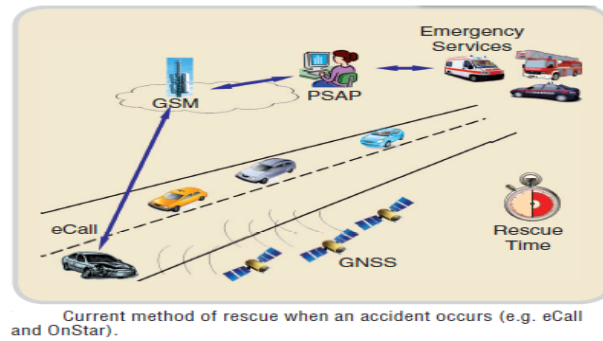 Emergency
Services
GSM
PSAP
eCall
GNSS
Rescue
Time
Current method of rescue when an accident occurs (e.g. eCall
and OnStar).